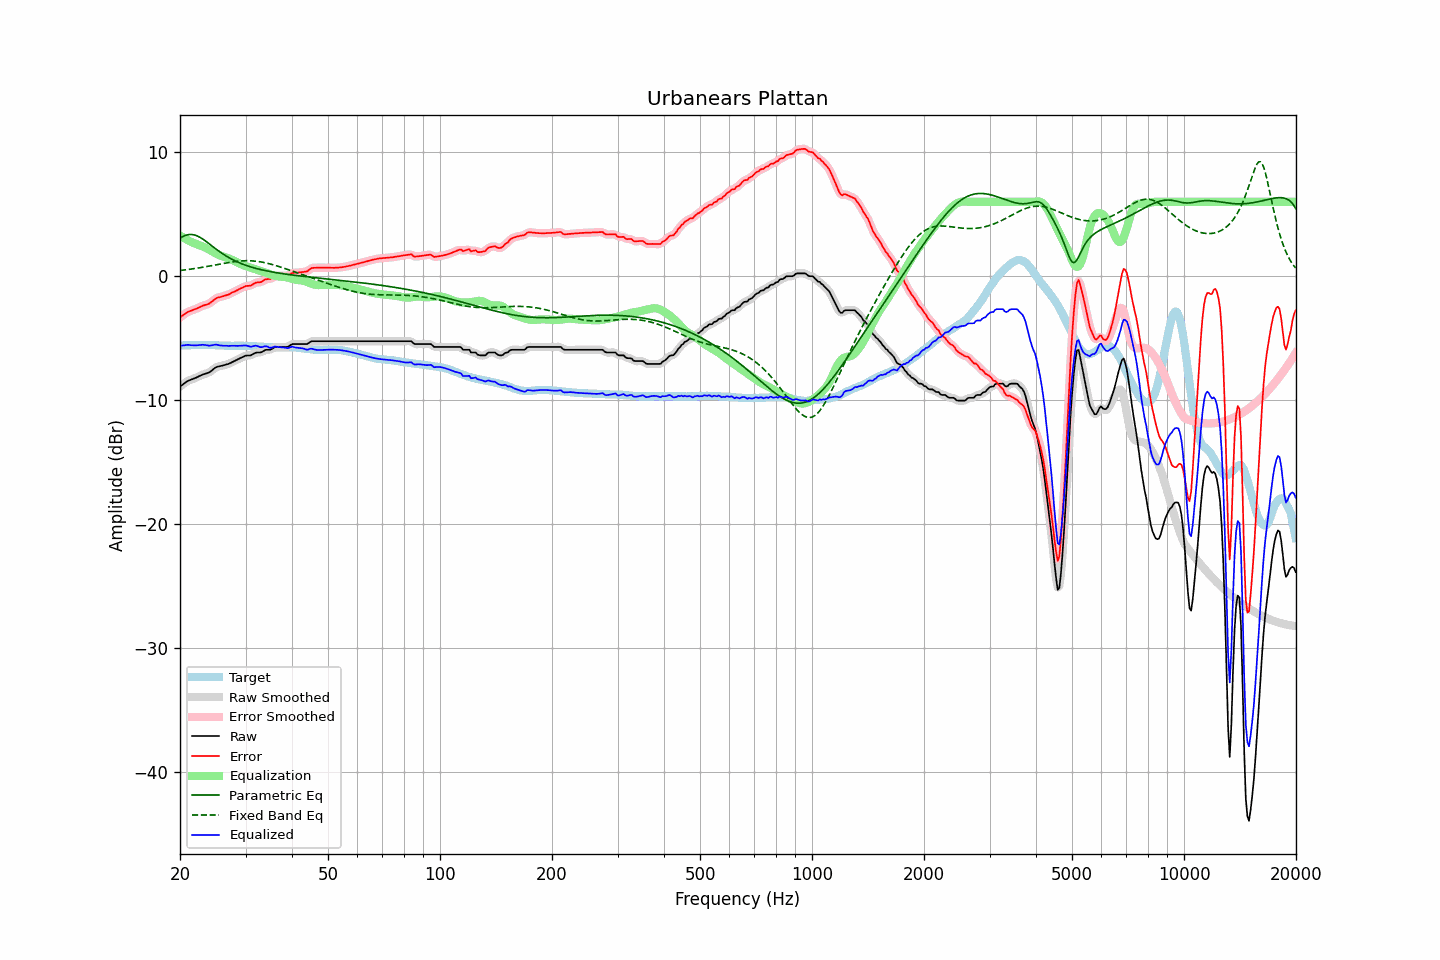 Urbanears Plattan
Amplitude (dBr)
10
0
−10
−20
−30
−40
Target
Raw Smoothed
Error Smoothed
Raw
Error
Equalization
Parametric Eq
Fixed Band Eq
Equalized
20 50 100 200 500 1000 2000 5000 10000 20000
Frequency (Hz)